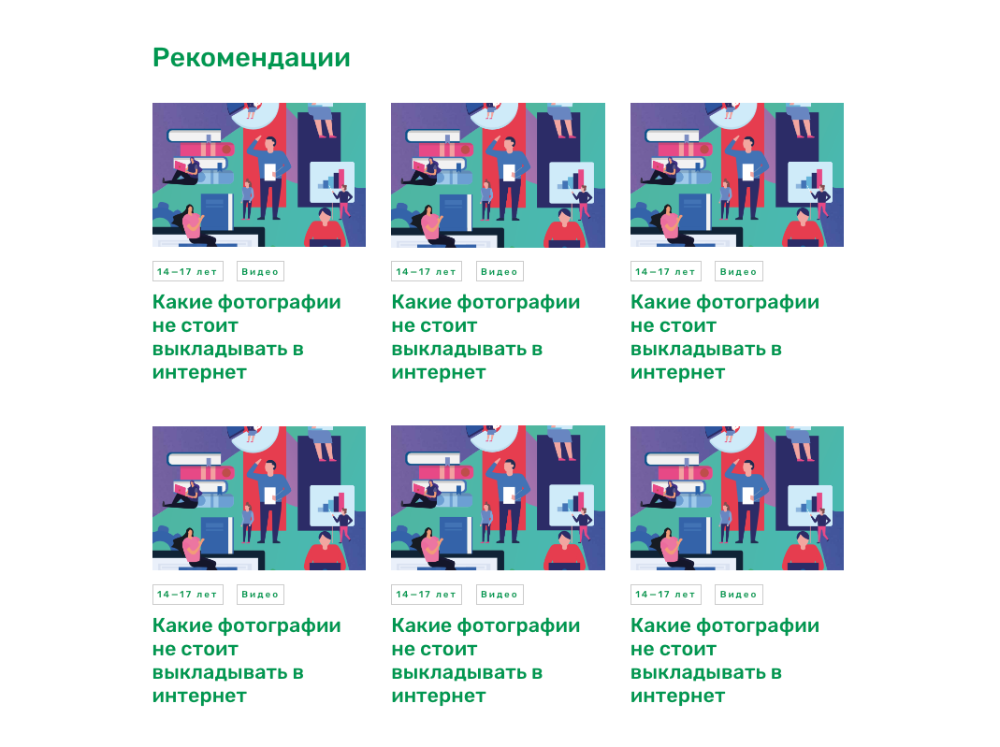 Рекомендации
14–17 лет Видео
Какие фотографии
не стоит
выкладывать в
интернет
14–17 лет Видео
Какие фотографии
не стоит
выкладывать в
интернет
14–17 лет Видео
Какие фотографии
не стоит
выкладывать в
интернет
14–17 лет Видео
Какие фотографии
не стоит
выкладывать в
интернет
14–17 лет Видео
Какие фотографии
не стоит
выкладывать в
интернет
14–17 лет Видео
Какие фотографии
не стоит
выкладывать в
интернет